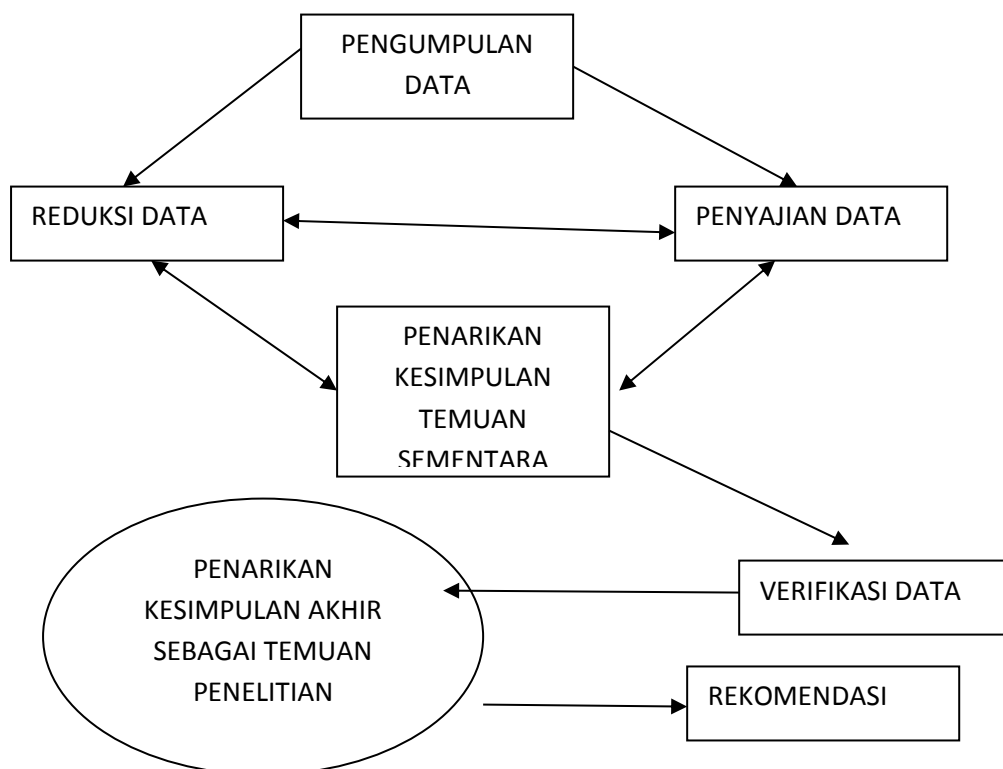 PENGUMPULAN
DATA
REDUKSI DATA
PENYAJIAN DATA
PENARIKAN
KESIMPULAN
TEMUAN
SEMENTARA
PENARIKAN
KESIMPULAN AKHIR
SEBAGAI TEMUAN
PENELITIAN
VERIFIKASI DATA
REKOMENDASI